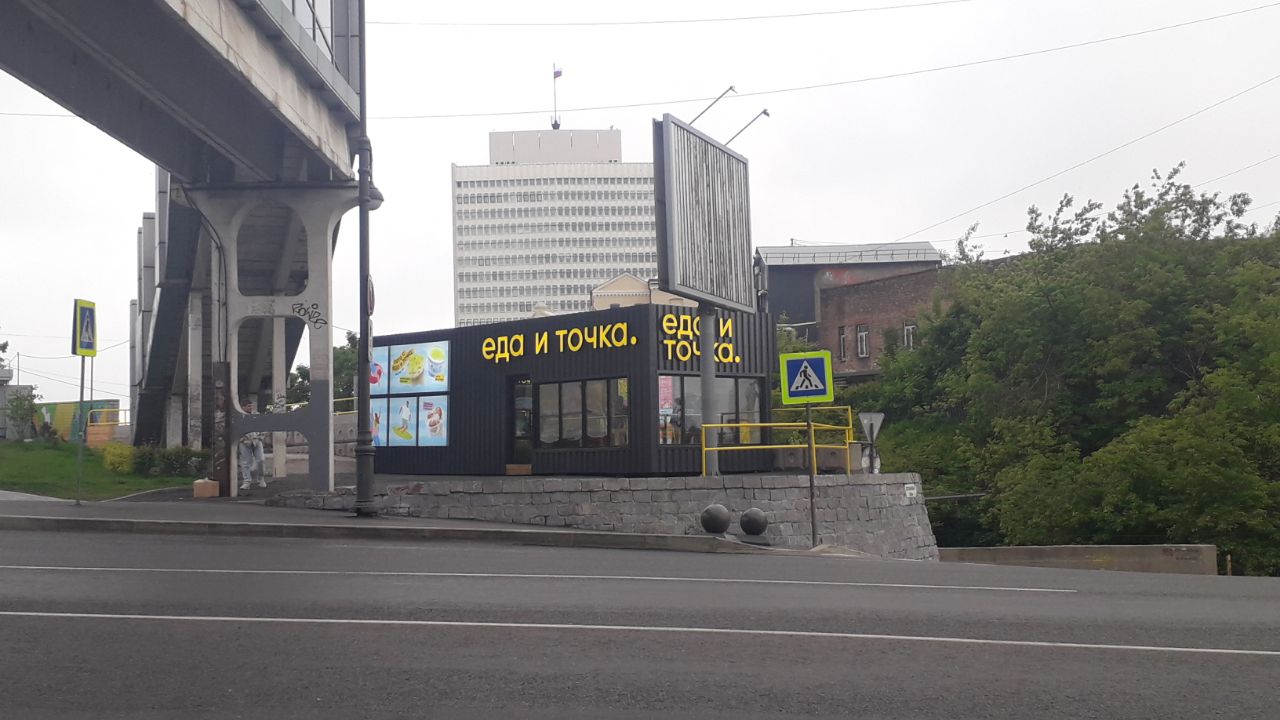 еда и точка.
еда и
точка.